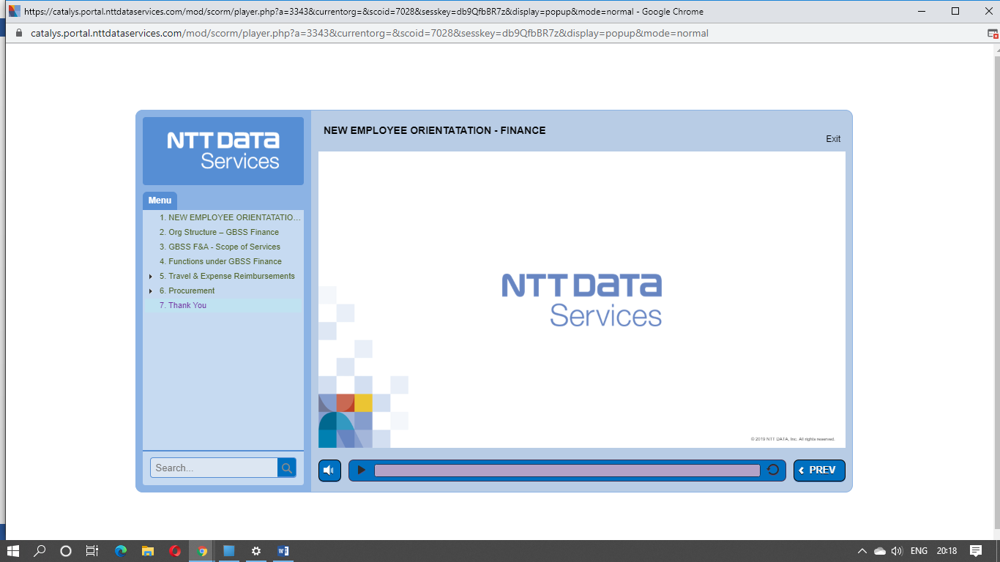 https://catalys.portal.nttdataservices.com/mod/scorm/player.php?a=3343&currentorg=&scoid=7028&sesskey=db9QfbBR7z&display=popup&mode=normal - Google Chrome
catalys.portal.nttdataservices.com/mod/scorm/player.php?a=3343&currentorg=&scoid=7028&sesskey=db9QfbBR7z&display=popup&mode=normal
NTT DATA
Services
NEW EMPLOYEE ORIENTATATION - FINANCE
Exit
Menu
1. NEW EMPLOYEE ORIENTATATIO...
2. Org Structure – GBSS Finance
3. GBSS F&A - Scope of Services
4. Functions under GBSS Finance
5. Travel & Expense Reimbursements
6. Procurement
7. Thank You
NTT DATA
Services
© 2019 NTT DATA, Inc. All rights reserved.
Search...
PREV
ENG
20:18